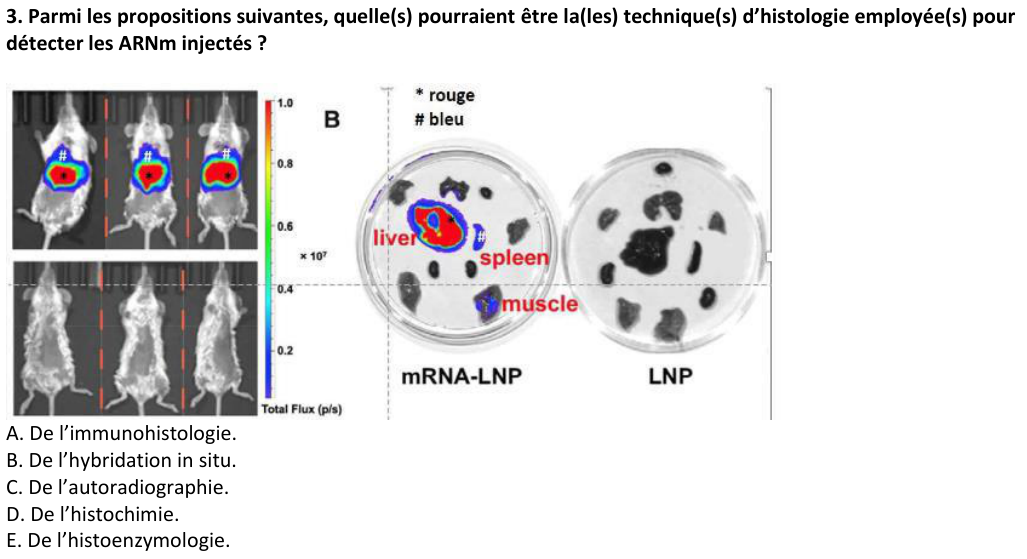 3. Parmi les propositions suivantes, quelle(s) pourraient être la(les) technique(s) d’histologie employée(s) pour
détecter les ARNm injectés ?
* rouge
# bleu
B
1.0
0.8
0.6
× 10⁷
0.4
0.2
Total Flux (p/s)
#
*
#
*
#
*
*
liver
#
spleen
muscle
mRNA-LNP
LNP
A. De l’immunohistologie.
B. De l’hybridation in situ.
C. De l’autoradiographie.
D. De l’histochimie.
E. De l’histoenzymologie.